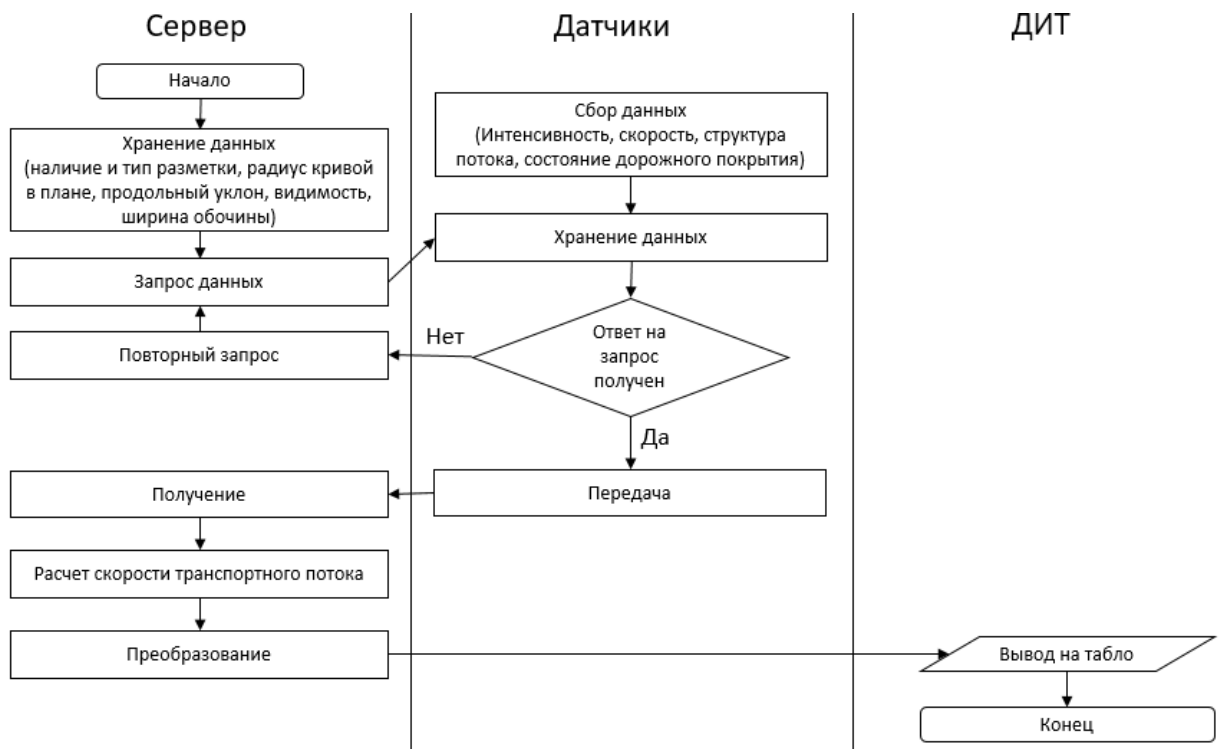 Сервер
Датчики
ДИТ
Начало
Хранение данных
(наличие и тип разметки, радиус кривой
в плане, продольный уклон, видимость,
ширина обочины)
Запрос данных
Повторный запрос
Сбор данных
(Интенсивность, скорость, структура
потока, состояние дорожного покрытия)
Хранение данных
Ответ на
запрос
получен
Нет
Да
Передача
Получение
Расчет скорости транспортного потока
Преобразование
Вывод на табло
Конец